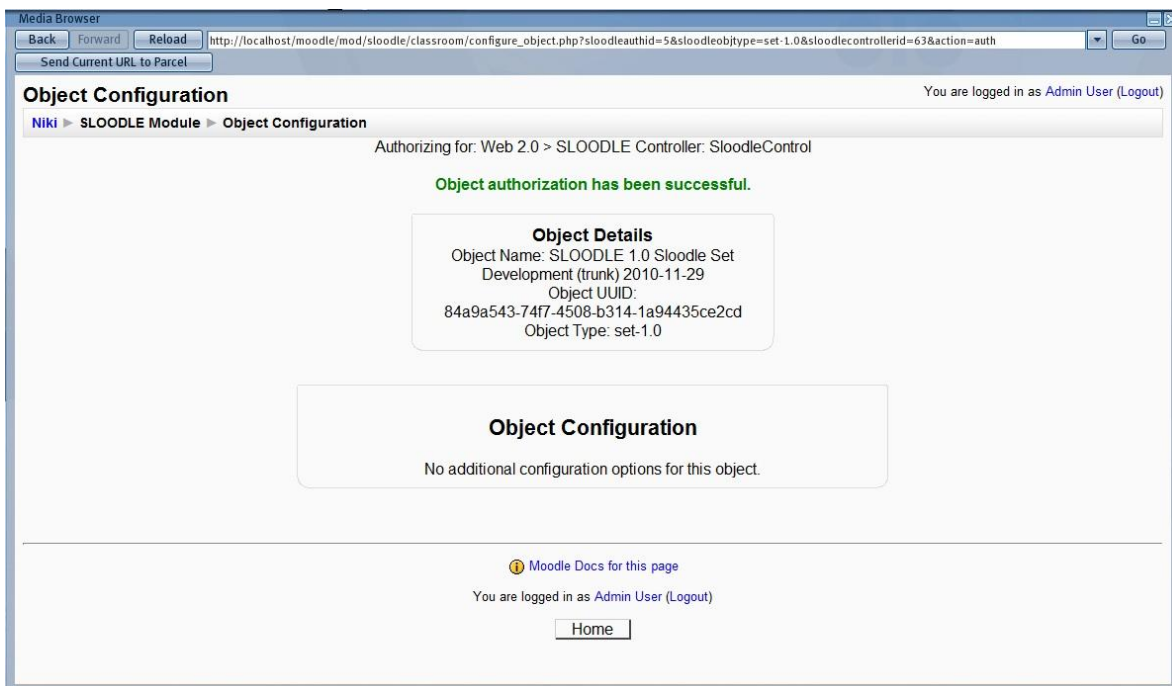 Media Browser
Back Forward Reload http://localhost/moodle/mod/sloodle/classroom/configure_object.php?sloodleauthid=5&sloodleobjtype=set-1.0&sloodlecontrollerid=63&action=auth Go
Send Current URL to Parcel
Object Configuration
You are logged in as Admin User (Logout)
Niki ► SLOODLE Module ► Object Configuration
Authorizing for: Web 2.0 > SLOODLE Controller: SloodleControl
Object authorization has been successful.
Object Details
Object Name: SLOODLE 1.0 Sloodle Set
Development (trunk) 2010-11-29
Object UUID:
84a9a543-74f7-4508-b314-1a94435ce2cd
Object Type: set-1.0
Object Configuration
No additional configuration options for this object.
Moodle Docs for this page
You are logged in as Admin User (Logout)
Home